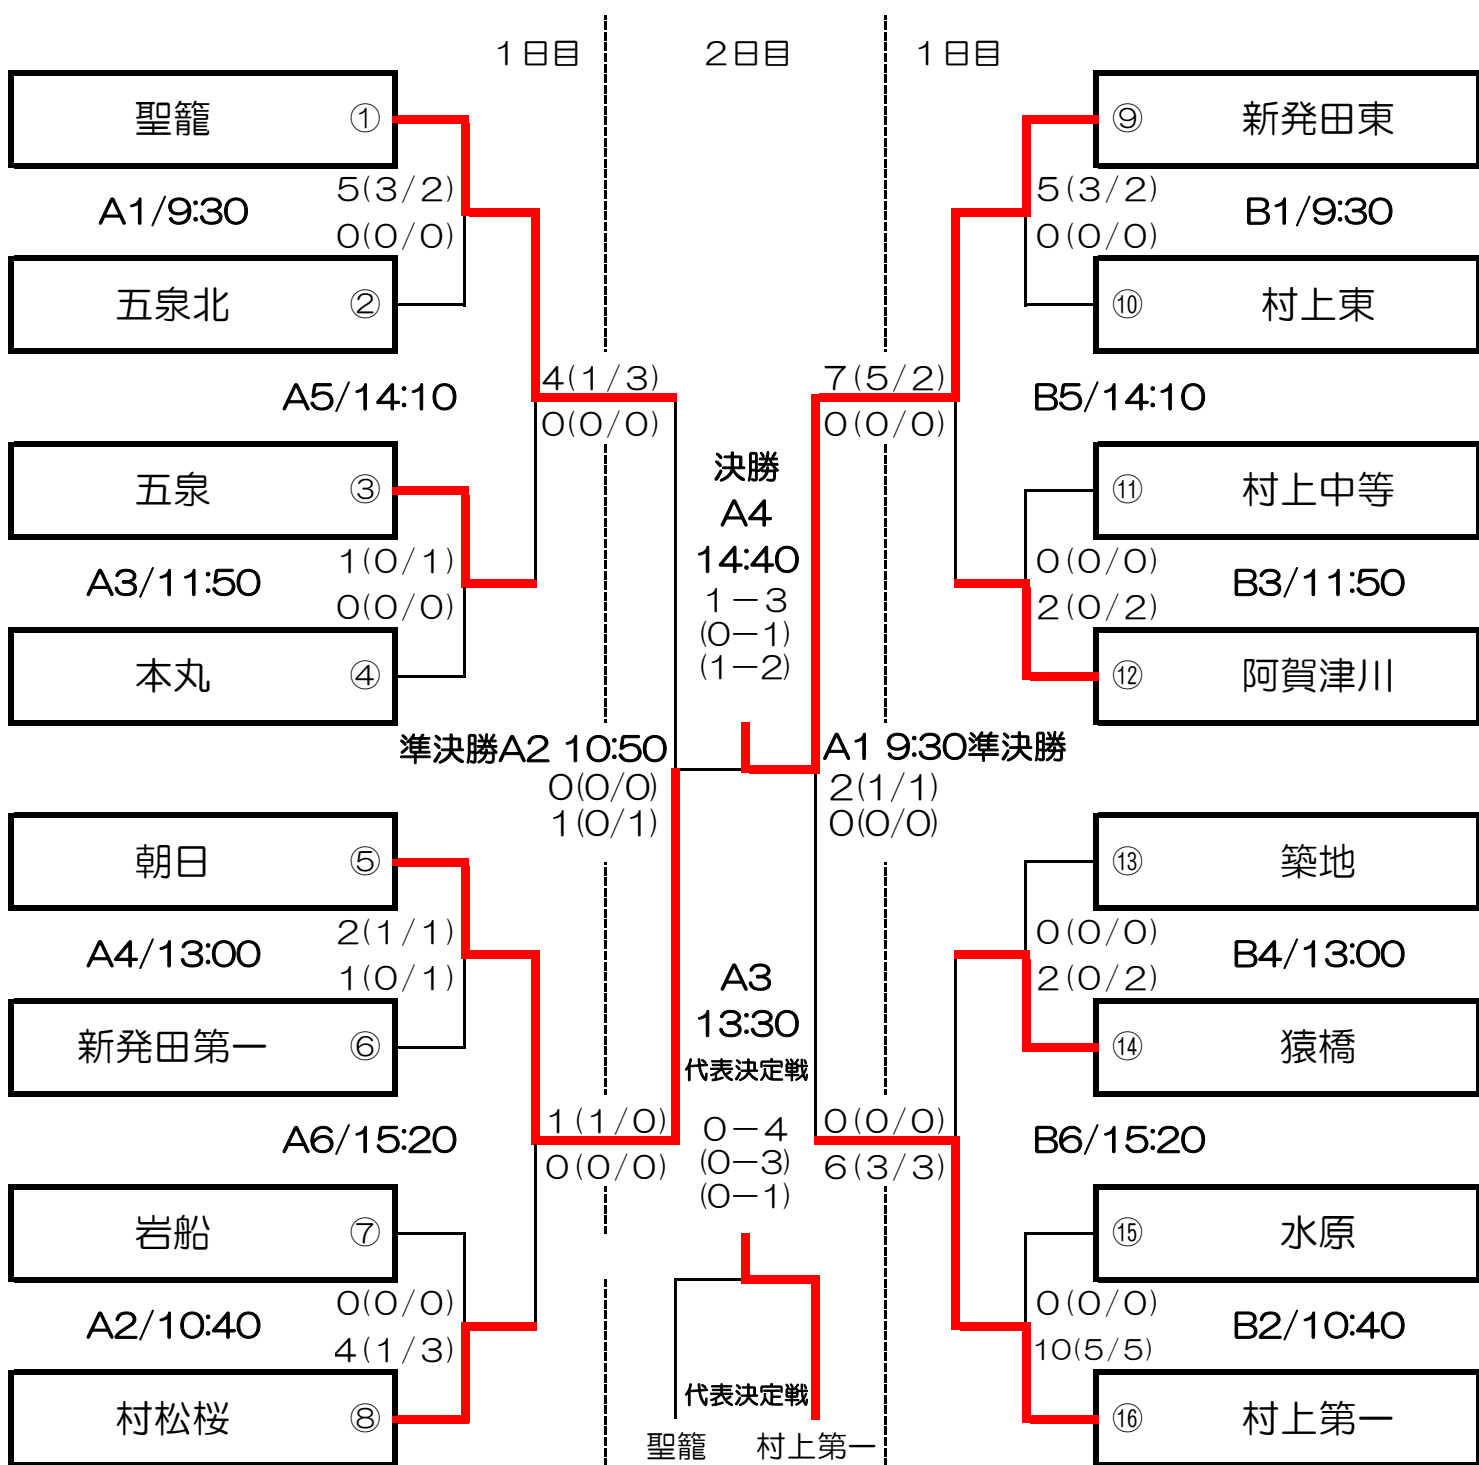 1日目
2日目
1日目
聖籠 ①
5(3/2)
A1/9:30
0(0/0)
五泉北 ②
A5/14:10
4(1/3)
0(0/0)
五泉 ③
1(0/1)
A3/11:50
0(0/0)
本丸 ④
準決勝A2 10:50
0(0/0)
1(0/1)
朝日 ⑤
2(1/1)
A4/13:00
1(0/1)
新発田第一 ⑥
A6/15:20
1(1/0)
0(0/0)
岩船 ⑦
0(0/0)
A2/10:40
4(1/3)
村松桜 ⑧
決勝
A4
14:40
1-3
(0-1)
(1-2)
A3
13:30
代表決定戦
0-4
(0-3)
(0-1)
代表決定戦
聖籠 村上第一
⑨ 新発田東
5(3/2)
B1/9:30
0(0/0)
⑩ 村上東
7(5/2)
B5/14:10
0(0/0)
⑪ 村上中等
0(0/0)
B3/11:50
2(0/2)
⑫ 阿賀津川
A1 9:30準決勝
2(1/1)
0(0/0)
⑬ 築地
0(0/0)
B4/13:00
2(0/2)
⑭ 猿橋
0(0/0)
B6/15:20
6(3/3)
⑮ 水原
0(0/0)
B2/10:40
10(5/5)
⑯ 村上第一